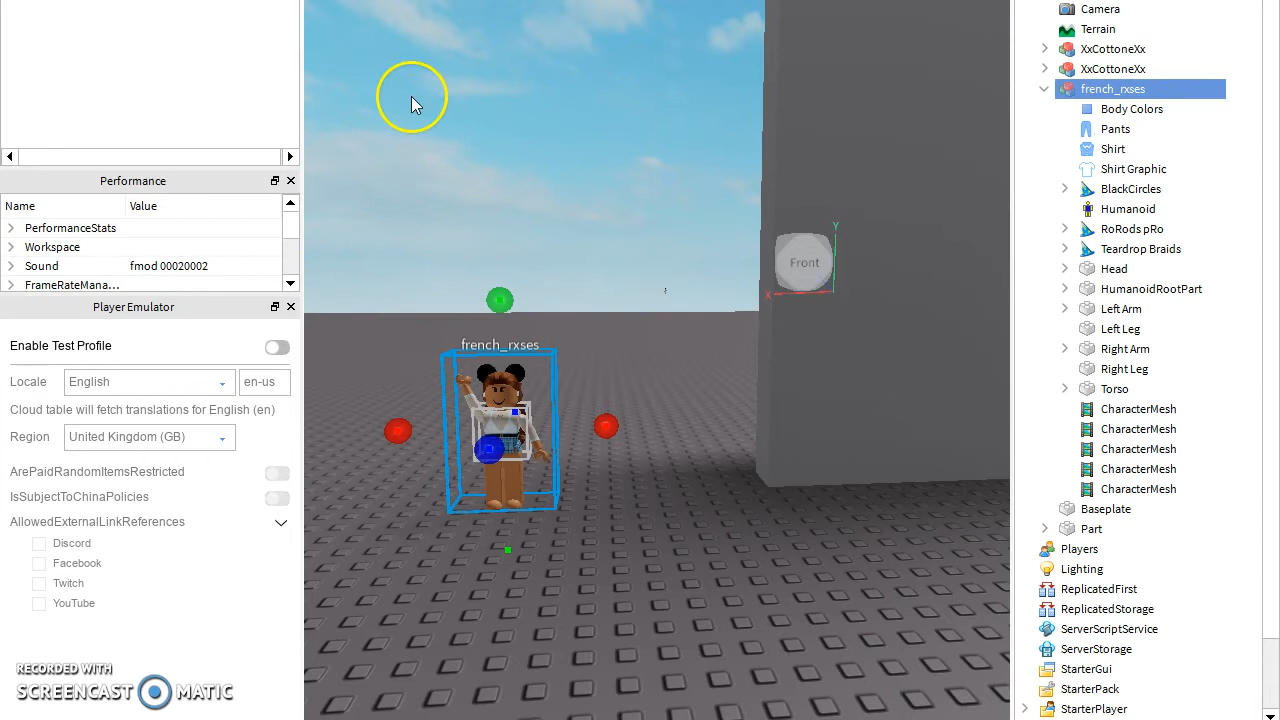 Performance
Name Value
PerformanceStats
Workspace
Sound fmod 00020002
FrameRateMana...
Player Emulator
Enable Test Profile
Locale English en-us
Cloud table will fetch translations for English (en)
Region United Kingdom (GB)
ArePaidRandomItemsRestricted
IsSubjectToChinaPolicies
AllowedExternalLinkReferences
Discord
Facebook
Twitch
YouTube
RECORDED WITH
SCREENCAST MATIC
french_rxses
Front
Y
X
Camera
Terrain
XxCottoneXx
XxCottoneXx
french_rxses
Body Colors
Pants
Shirt
Shirt Graphic
BlackCircles
Humanoid
RoRods pRo
Teardrop Braids
Head
HumanoidRootPart
Left Arm
Left Leg
Right Arm
Right Leg
Torso
CharacterMesh
CharacterMesh
CharacterMesh
CharacterMesh
CharacterMesh
Baseplate
Part
Players
Lighting
ReplicatedFirst
ReplicatedStorage
ServerScriptService
ServerStorage
StarterGui
StarterPack
StarterPlayer